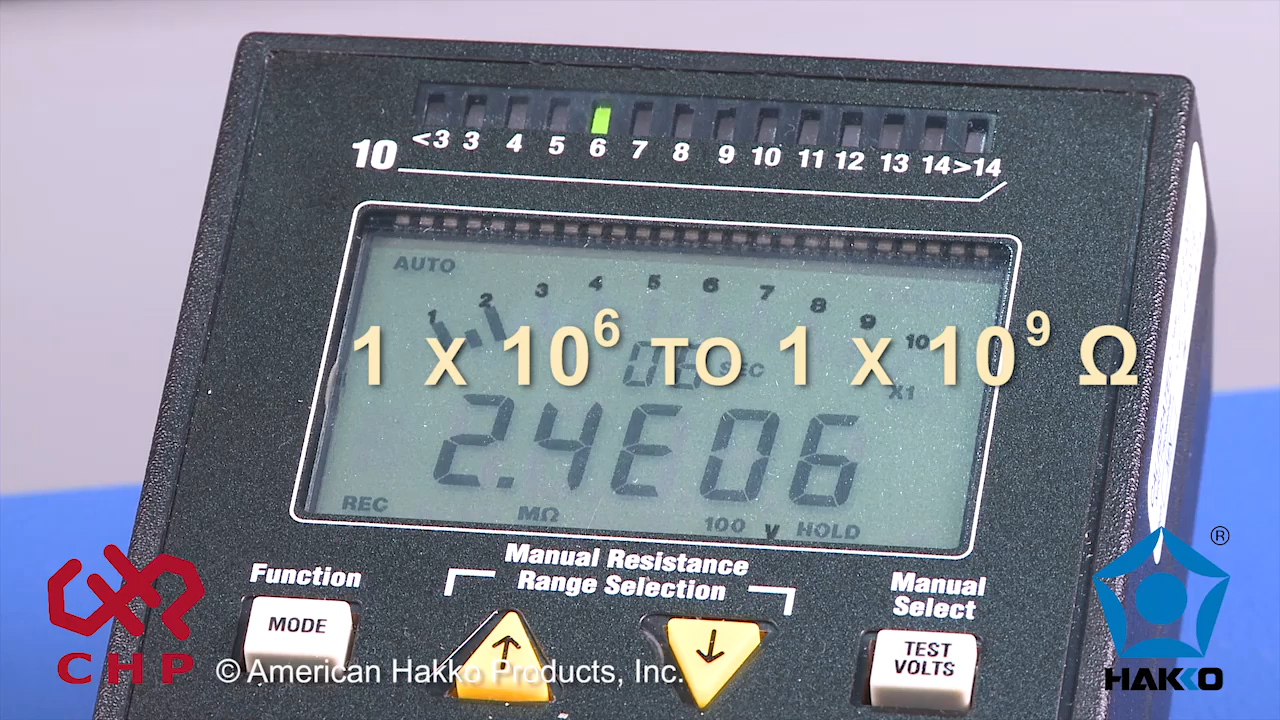 <3 3 4 5 6 7 8 9 10 11 12 13 14 >14
10
AUTO
1 2 3 4 5 6 7 8 9 10
1 X 10⁶ TO 1 X 10⁹ Ω
06 SEC
X1
2.4E06
REC MΩ 100 V HOLD
Manual Resistance
Range Selection
Function
MODE
↑ ↓
Manual
Select
TEST
VOLTS
CHP
© American Hakko Products, Inc.
®
HAKKO